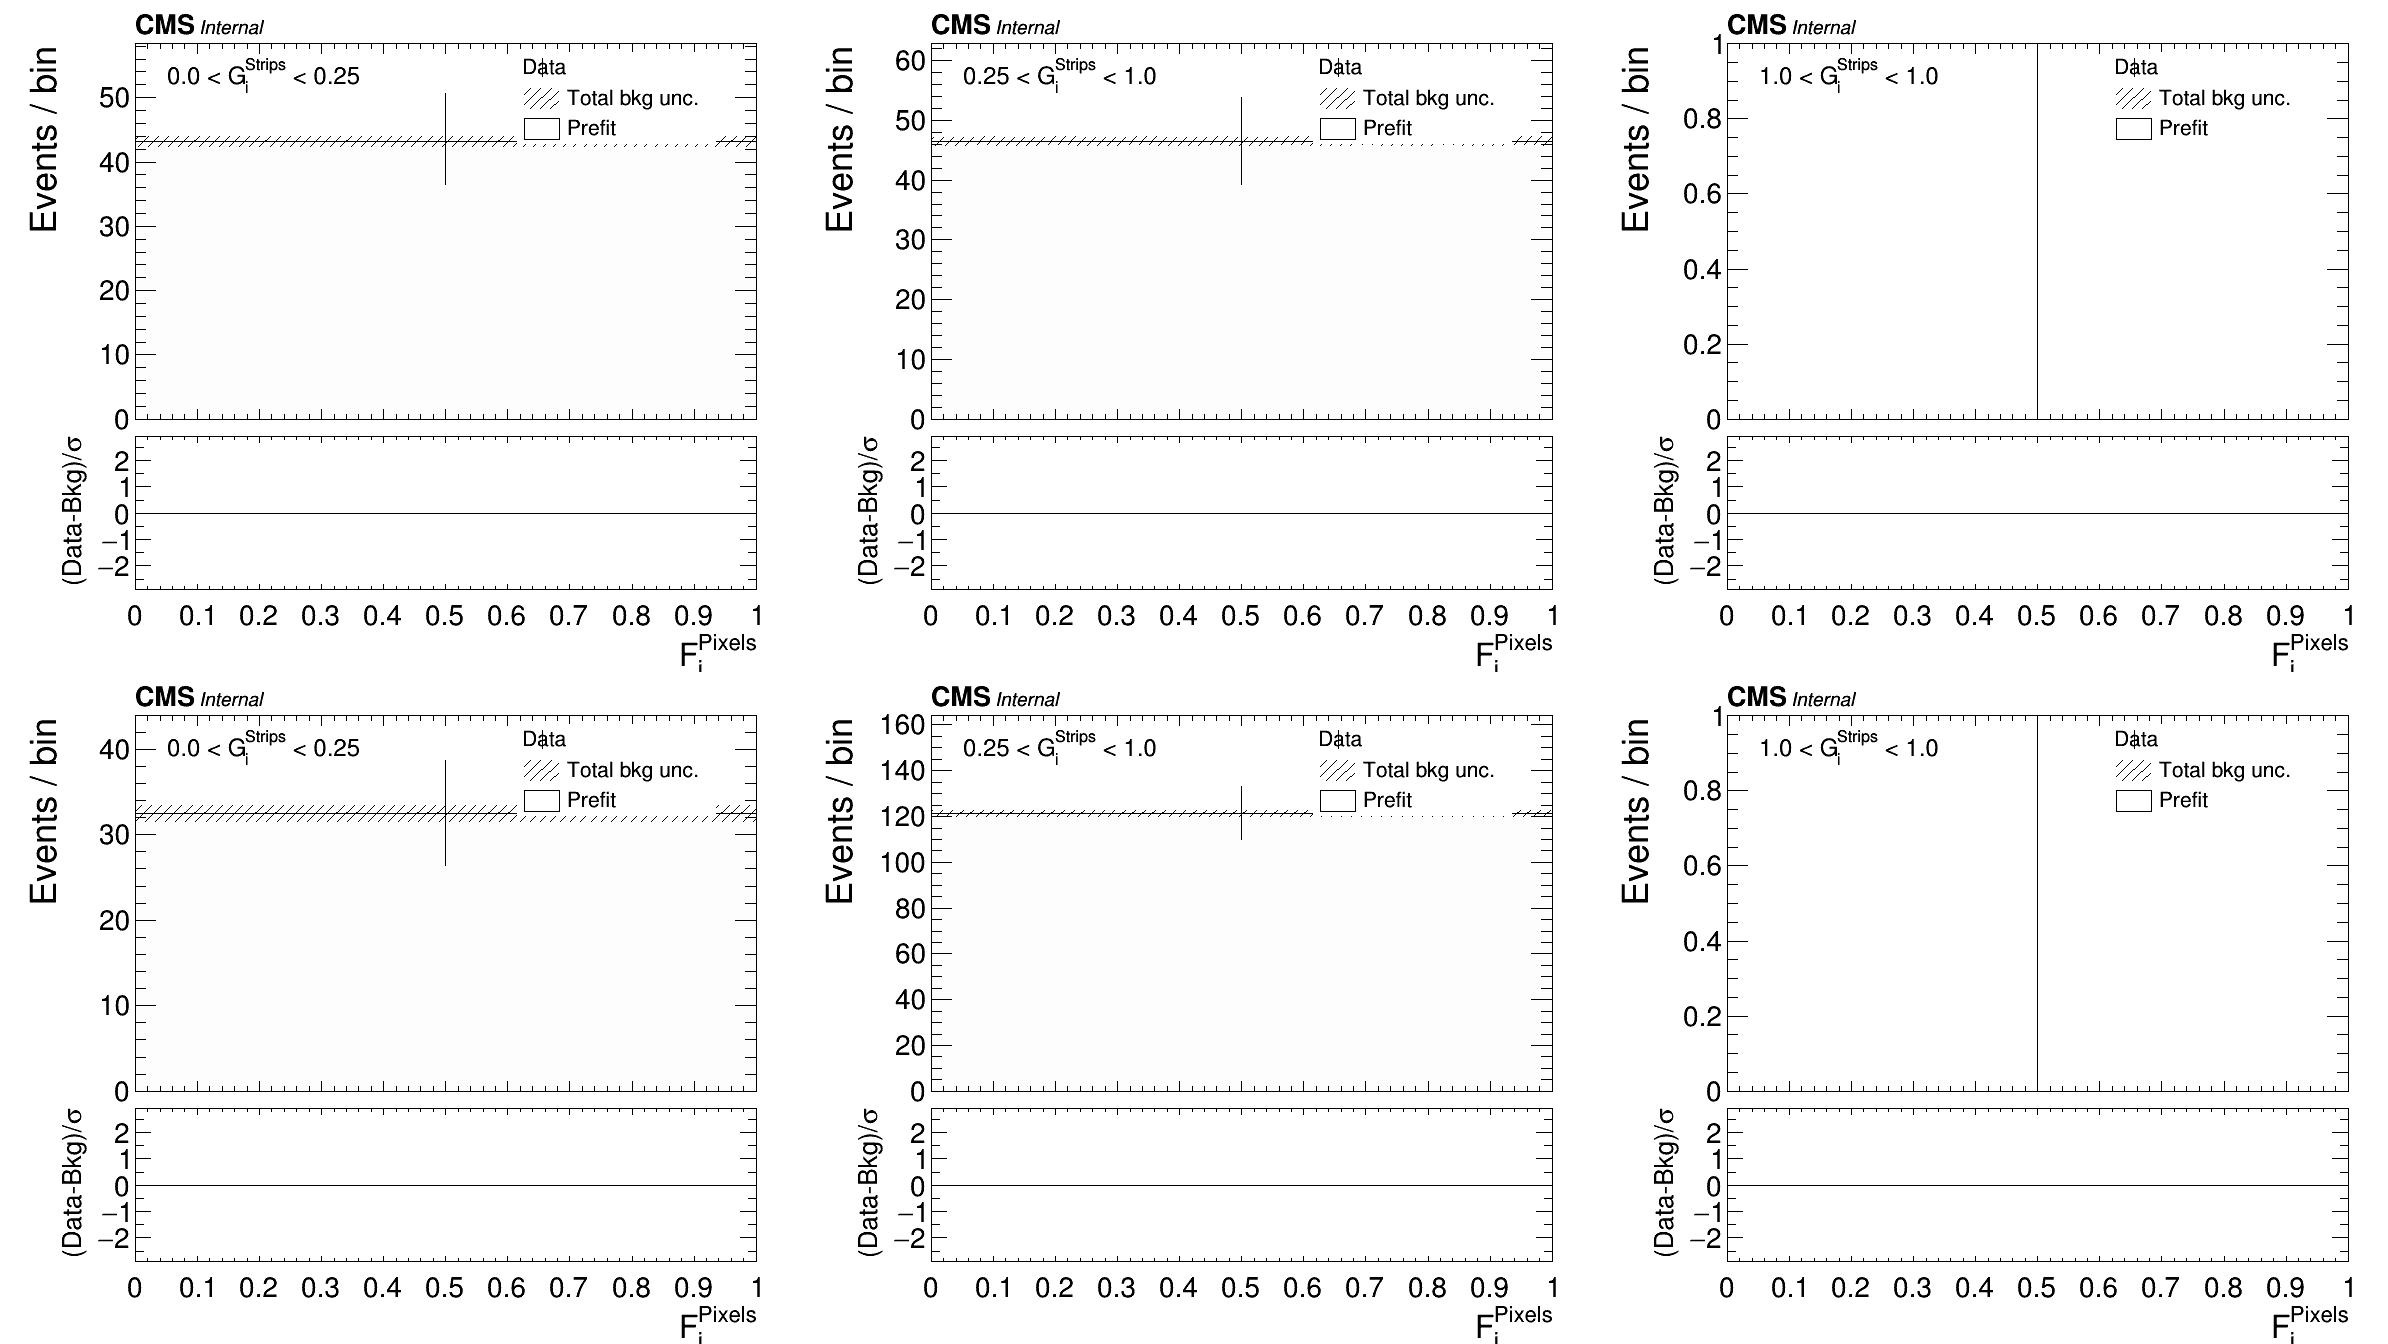 CMS Internal
Events / bin
0.0 < G_i^Strips < 0.25
Data
Total bkg unc.
Prefit
50
40
30
20
10
0
(Data-Bkg)/σ
2
1
0
−1
−2
0 0.1 0.2 0.3 0.4 0.5 0.6 0.7 0.8 0.9 1
F_i^Pixels
CMS Internal
Events / bin
0.25 < G_i^Strips < 1.0
Data
Total bkg unc.
Prefit
60
50
40
30
20
10
0
(Data-Bkg)/σ
2
1
0
−1
−2
0 0.1 0.2 0.3 0.4 0.5 0.6 0.7 0.8 0.9 1
F_i^Pixels
CMS Internal
Events / bin
1.0 < G_i^Strips < 1.0
Data
Total bkg unc.
Prefit
1
0.8
0.6
0.4
0.2
0
(Data-Bkg)/σ
2
1
0
−1
−2
0 0.1 0.2 0.3 0.4 0.5 0.6 0.7 0.8 0.9 1
F_i^Pixels
CMS Internal
Events / bin
0.0 < G_i^Strips < 0.25
Data
Total bkg unc.
Prefit
40
30
20
10
0
(Data-Bkg)/σ
2
1
0
−1
−2
0 0.1 0.2 0.3 0.4 0.5 0.6 0.7 0.8 0.9 1
F_i^Pixels
CMS Internal
Events / bin
0.25 < G_i^Strips < 1.0
Data
Total bkg unc.
Prefit
160
140
120
100
80
60
40
20
0
(Data-Bkg)/σ
2
1
0
−1
−2
0 0.1 0.2 0.3 0.4 0.5 0.6 0.7 0.8 0.9 1
F_i^Pixels
CMS Internal
Events / bin
1.0 < G_i^Strips < 1.0
Data
Total bkg unc.
Prefit
1
0.8
0.6
0.4
0.2
0
(Data-Bkg)/σ
2
1
0
−1
−2
0 0.1 0.2 0.3 0.4 0.5 0.6 0.7 0.8 0.9 1
F_i^Pixels